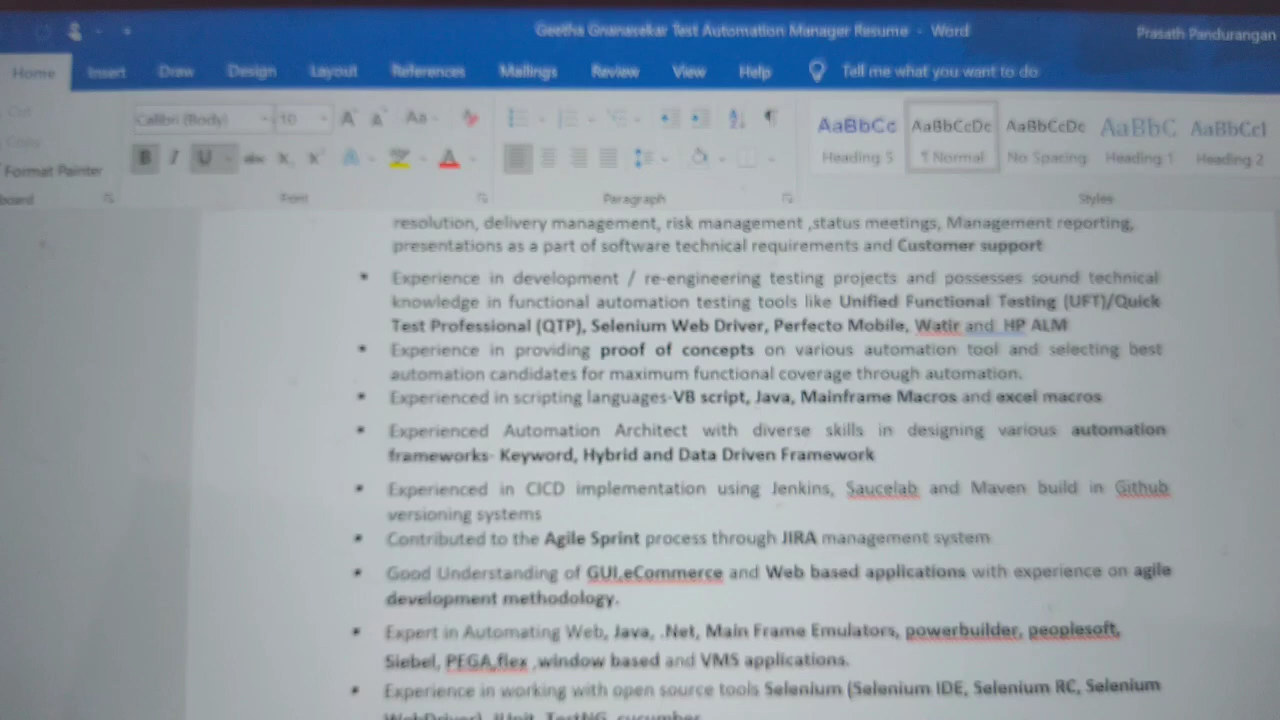 Geetha Gnanasekar Test Automation Manager Resume - Word
Prasath Pandurangan
Home Insert Draw Design Layout References Mailings Review View Help Tell me what you want to do
Cut
Calibri (Body) 10
Copy
Format Painter
AaBbCc AaBbCcDc AaBbCcDc AaBbC AaBbCcl
Heading 5 ¶ Normal No Spacing Heading 1 Heading 2
board Font Paragraph Styles
resolution, delivery management, risk management ,status meetings, Management reporting,
presentations as a part of software technical requirements and Customer support
Experience in development / re-engineering testing projects and possesses sound technical
knowledge in functional automation testing tools like Unified Functional Testing (UFT)/Quick
Test Professional (QTP), Selenium Web Driver, Perfecto Mobile, Watir and HP ALM
Experience in providing proof of concepts on various automation tool and selecting best
automation candidates for maximum functional coverage through automation.
Experienced in scripting languages-VB script, Java, Mainframe Macros and excel macros
Experienced Automation Architect with diverse skills in designing various automation
frameworks- Keyword, Hybrid and Data Driven Framework
Experienced in CICD implementation using Jenkins, Saucelab and Maven build in Github
versioning systems
Contributed to the Agile Sprint process through JIRA management system
Good Understanding of GUI,eCommerce and Web based applications with experience on agile
development methodology.
Expert in Automating Web, Java, .Net, Main Frame Emulators, powerbuilder, peoplesoft,
Siebel, PEGA,flex ,window based and VMS applications.
Experience in working with open source tools Selenium (Selenium IDE, Selenium RC, Selenium
WebDriver), JUnit, TestNG, cucumber